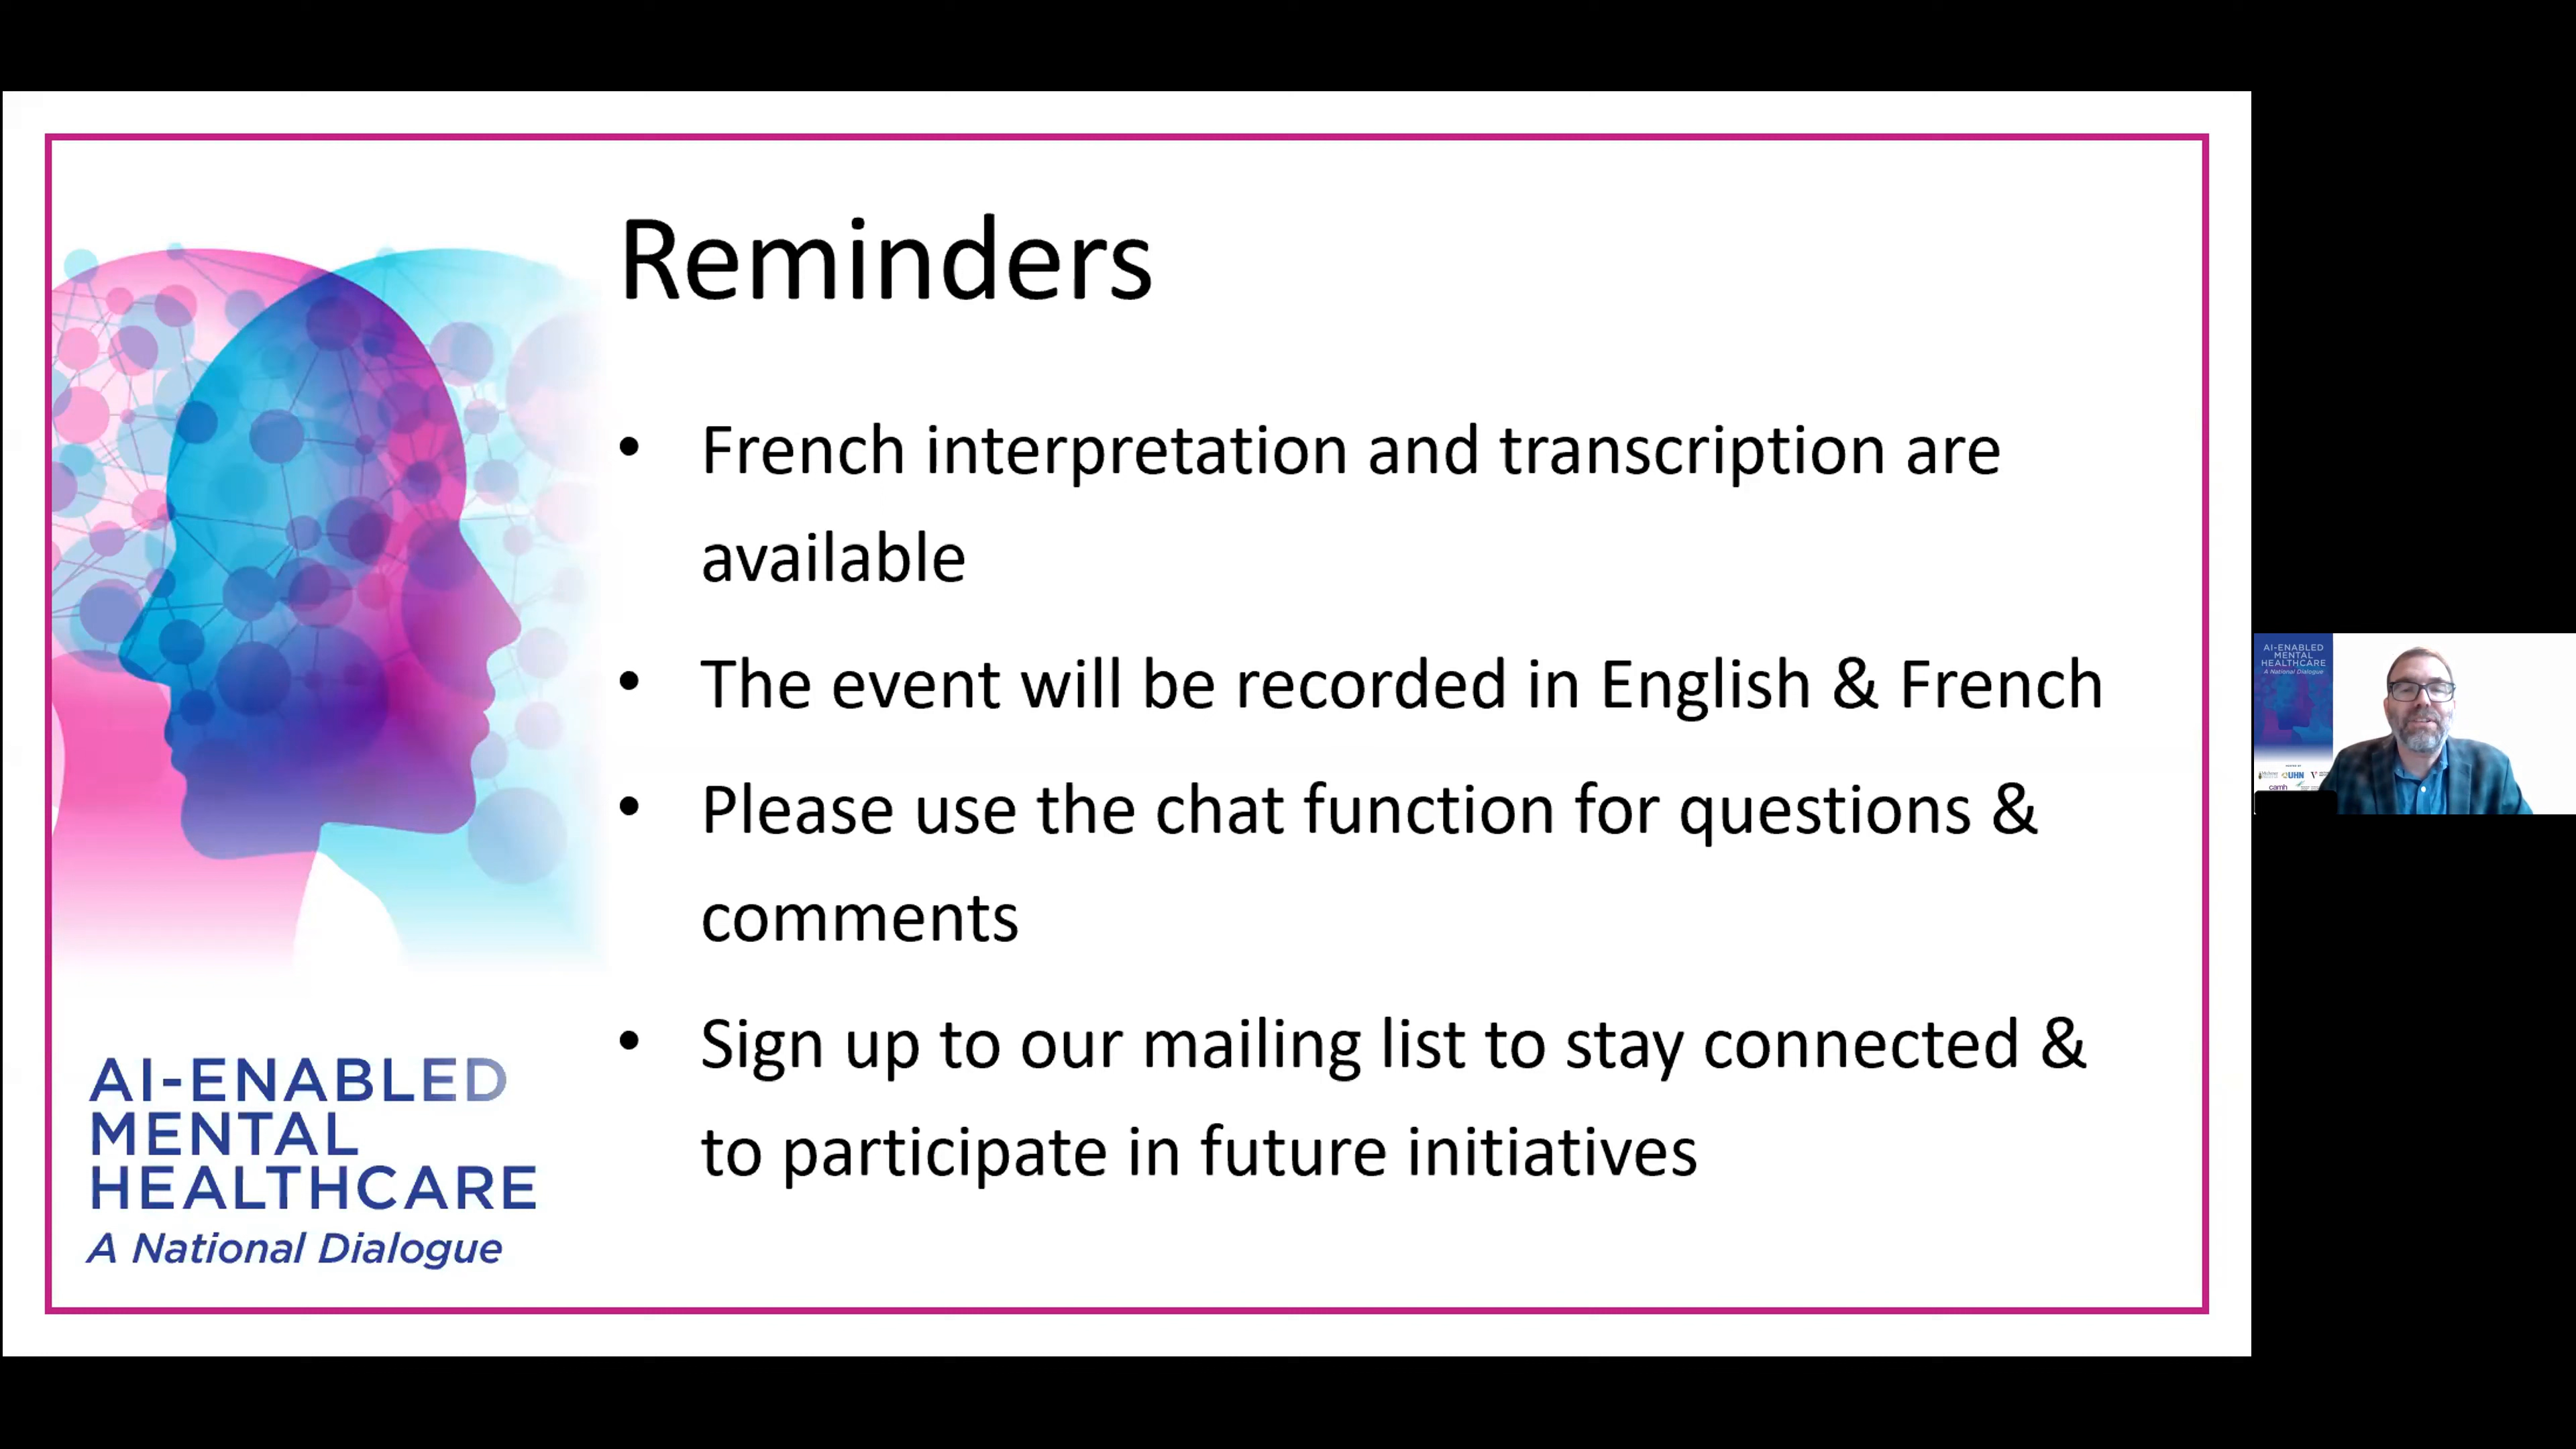 Reminders
• French interpretation and transcription are
available
• The event will be recorded in English & French
• Please use the chat function for questions &
comments
• Sign up to our mailing list to stay connected &
to participate in future initiatives
AI-ENABLED
MENTAL
HEALTHCARE
A National Dialogue
AI-ENABLED
MENTAL
HEALTHCARE
A National Dialogue
UHN
camh